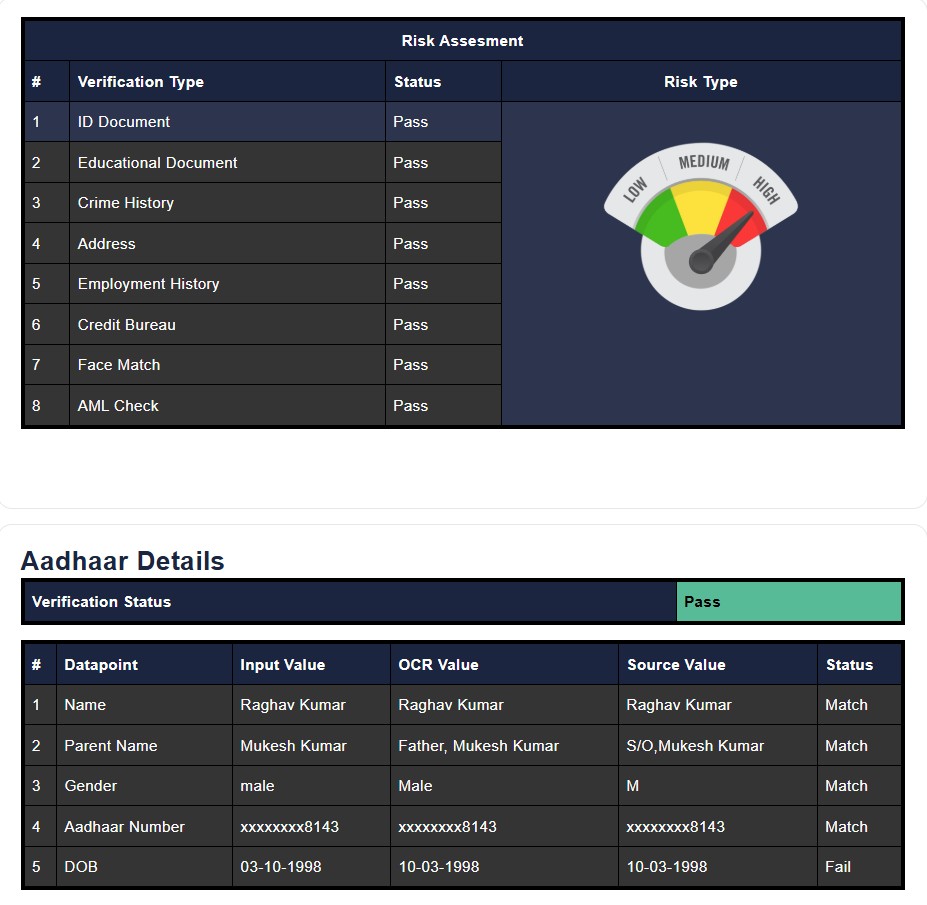 Risk Assesment
# Verification Type Status Risk Type
1 ID Document Pass
2 Educational Document Pass
3 Crime History Pass
4 Address Pass
5 Employment History Pass
6 Credit Bureau Pass
7 Face Match Pass
8 AML Check Pass
LOW MEDIUM HIGH
Aadhaar Details
Verification Status Pass
# Datapoint Input Value OCR Value Source Value Status
1 Name Raghav Kumar Raghav Kumar Raghav Kumar Match
2 Parent Name Mukesh Kumar Father, Mukesh Kumar S/O,Mukesh Kumar Match
3 Gender male Male M Match
4 Aadhaar Number xxxxxxxx8143 xxxxxxxx8143 xxxxxxxx8143 Match
5 DOB 03-10-1998 10-03-1998 10-03-1998 Fail